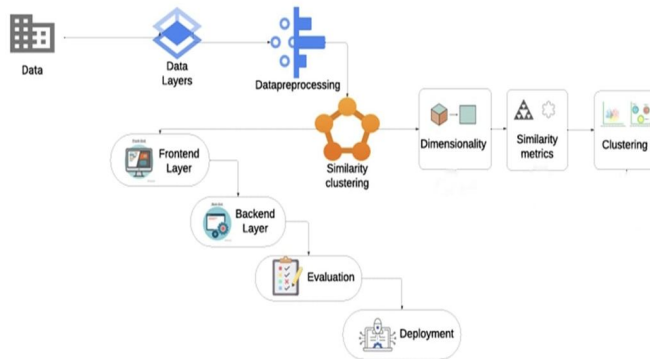 Data
Data
Layers
Datapreprocessing
Similarity
clustering
Dimensionality
Similarity
metrics
Clustering
Frontend
Layer
Backend
Layer
Evaluation
Deployment